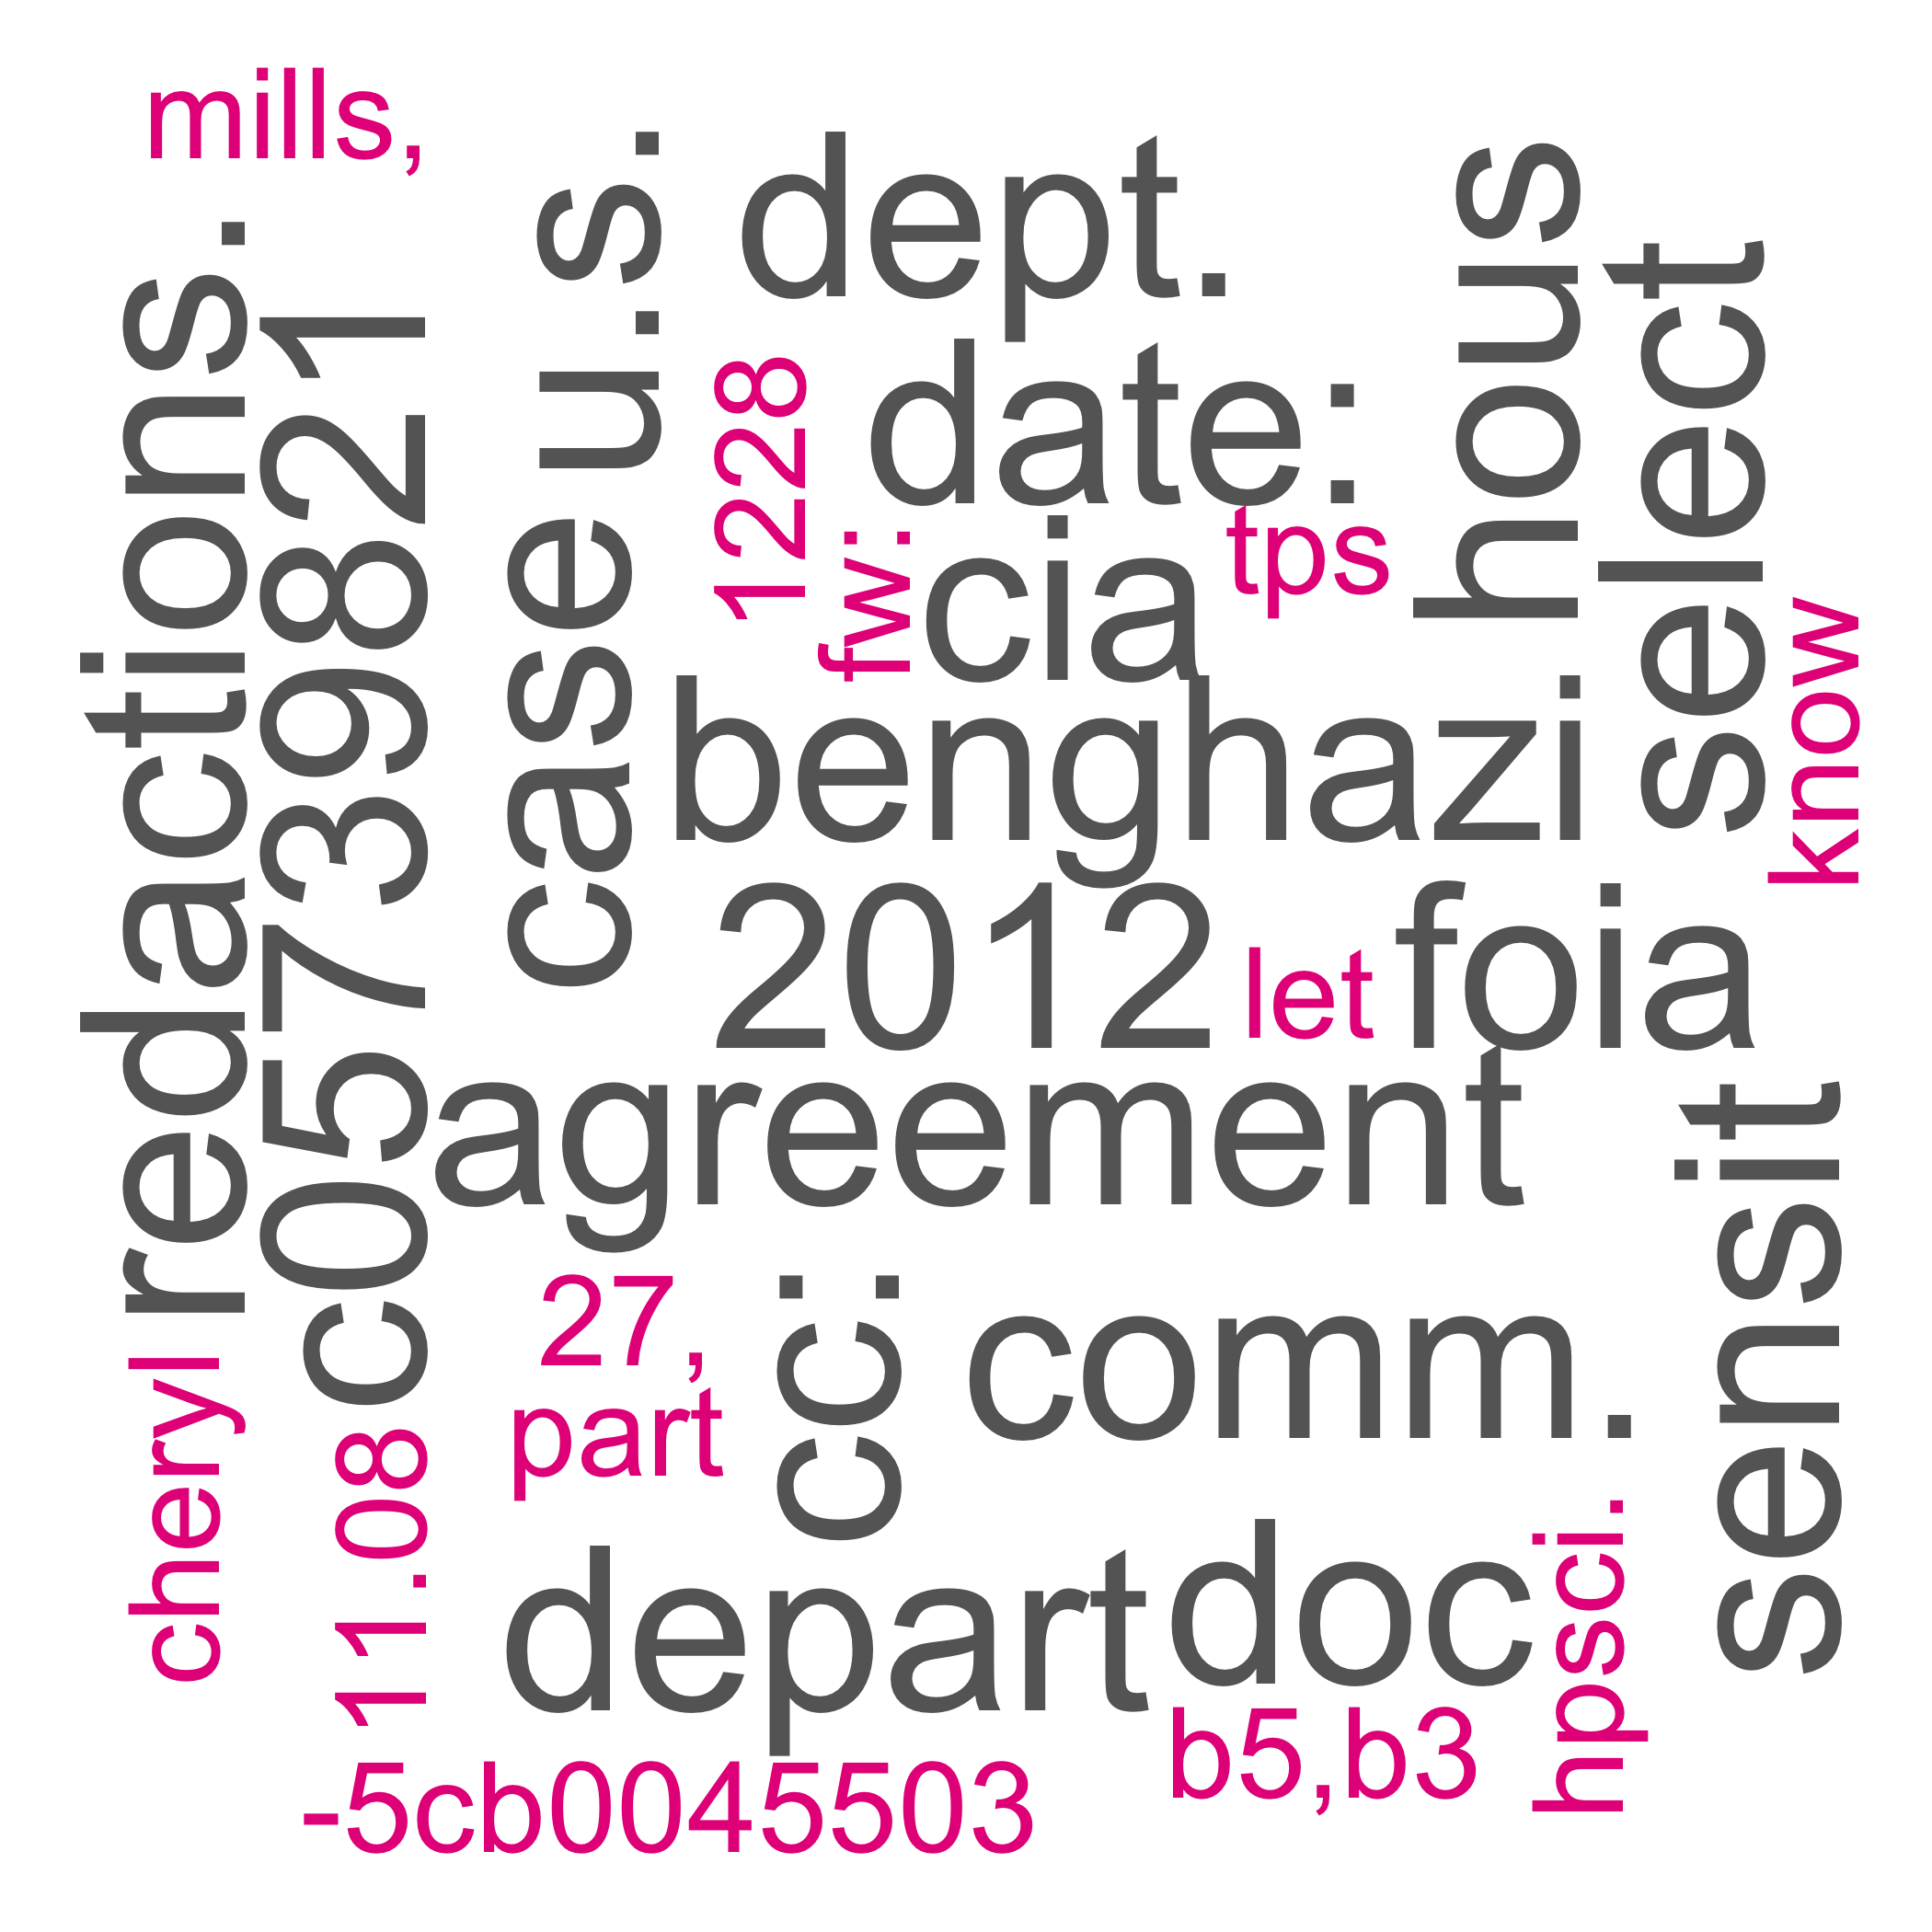 mills,
redactions.
c05739821
u.s.
dept.
hous
select
case
1228
date:
fw:
cia
tps
know
benghazi
2012
let
foia
agreement
sensit
27,
cc:
comm.
part
cheryl
11.08
depart
doc
hpsci.
b5,b3
-5cb0045503